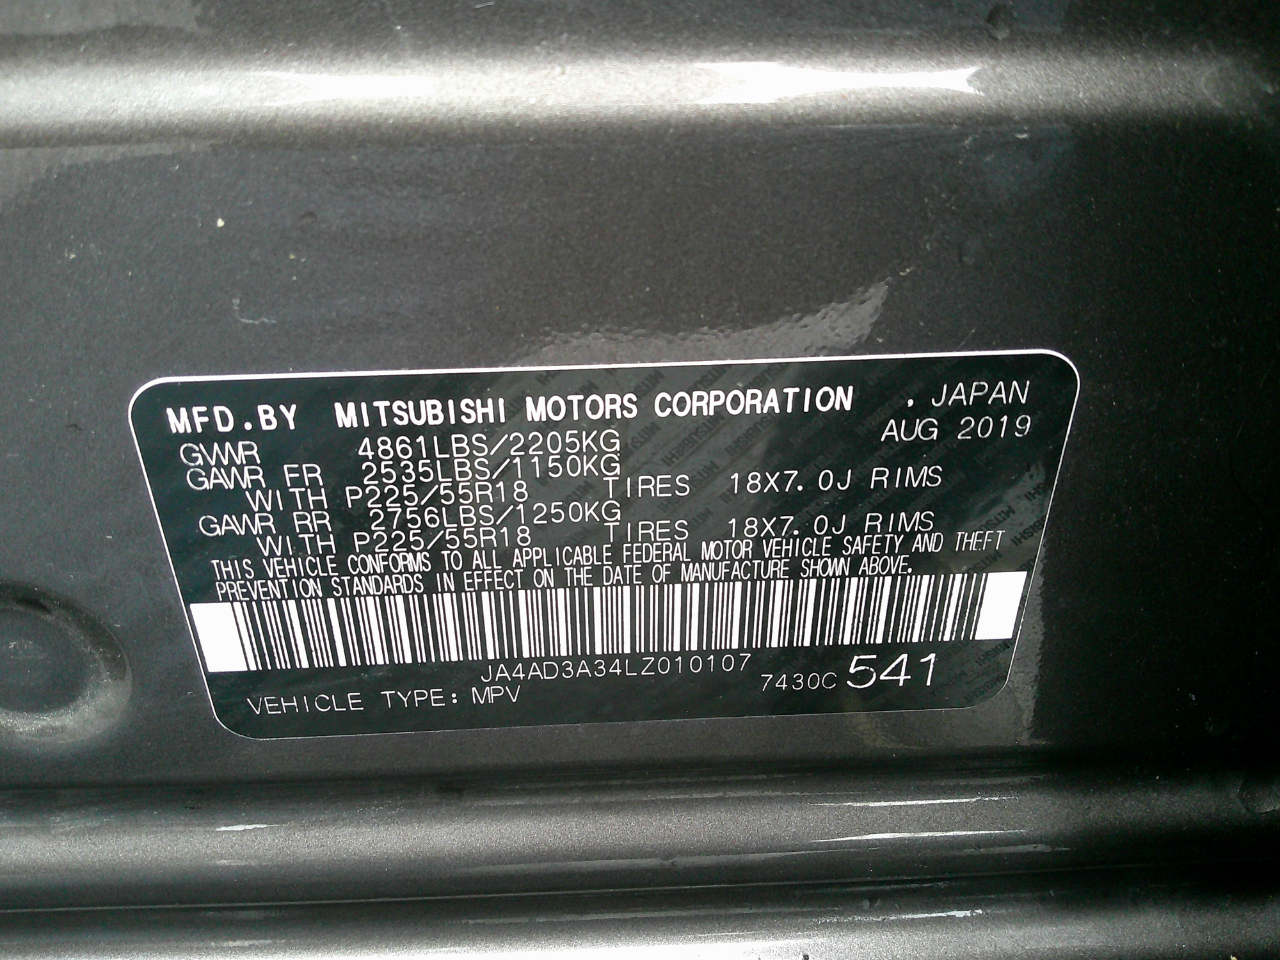 MFD.BY MITSUBISHI MOTORS CORPORATION , JAPAN
AUG 2019
GVWR 4861LBS/2205KG
GAWR FR 2535LBS/1150KG
WITH P225/55R18 TIRES 18X7.0J RIMS
GAWR RR 2756LBS/1250KG
WITH P225/55R18 TIRES 18X7.0J RIMS
THIS VEHICLE CONFORMS TO ALL APPLICABLE FEDERAL MOTOR VEHICLE SAFETY AND THEFT
PREVENTION STANDARDS IN EFFECT ON THE DATE OF MANUFACTURE SHOWN ABOVE.
JA4AD3A34LZ010107
7430C 541
VEHICLE TYPE: MPV